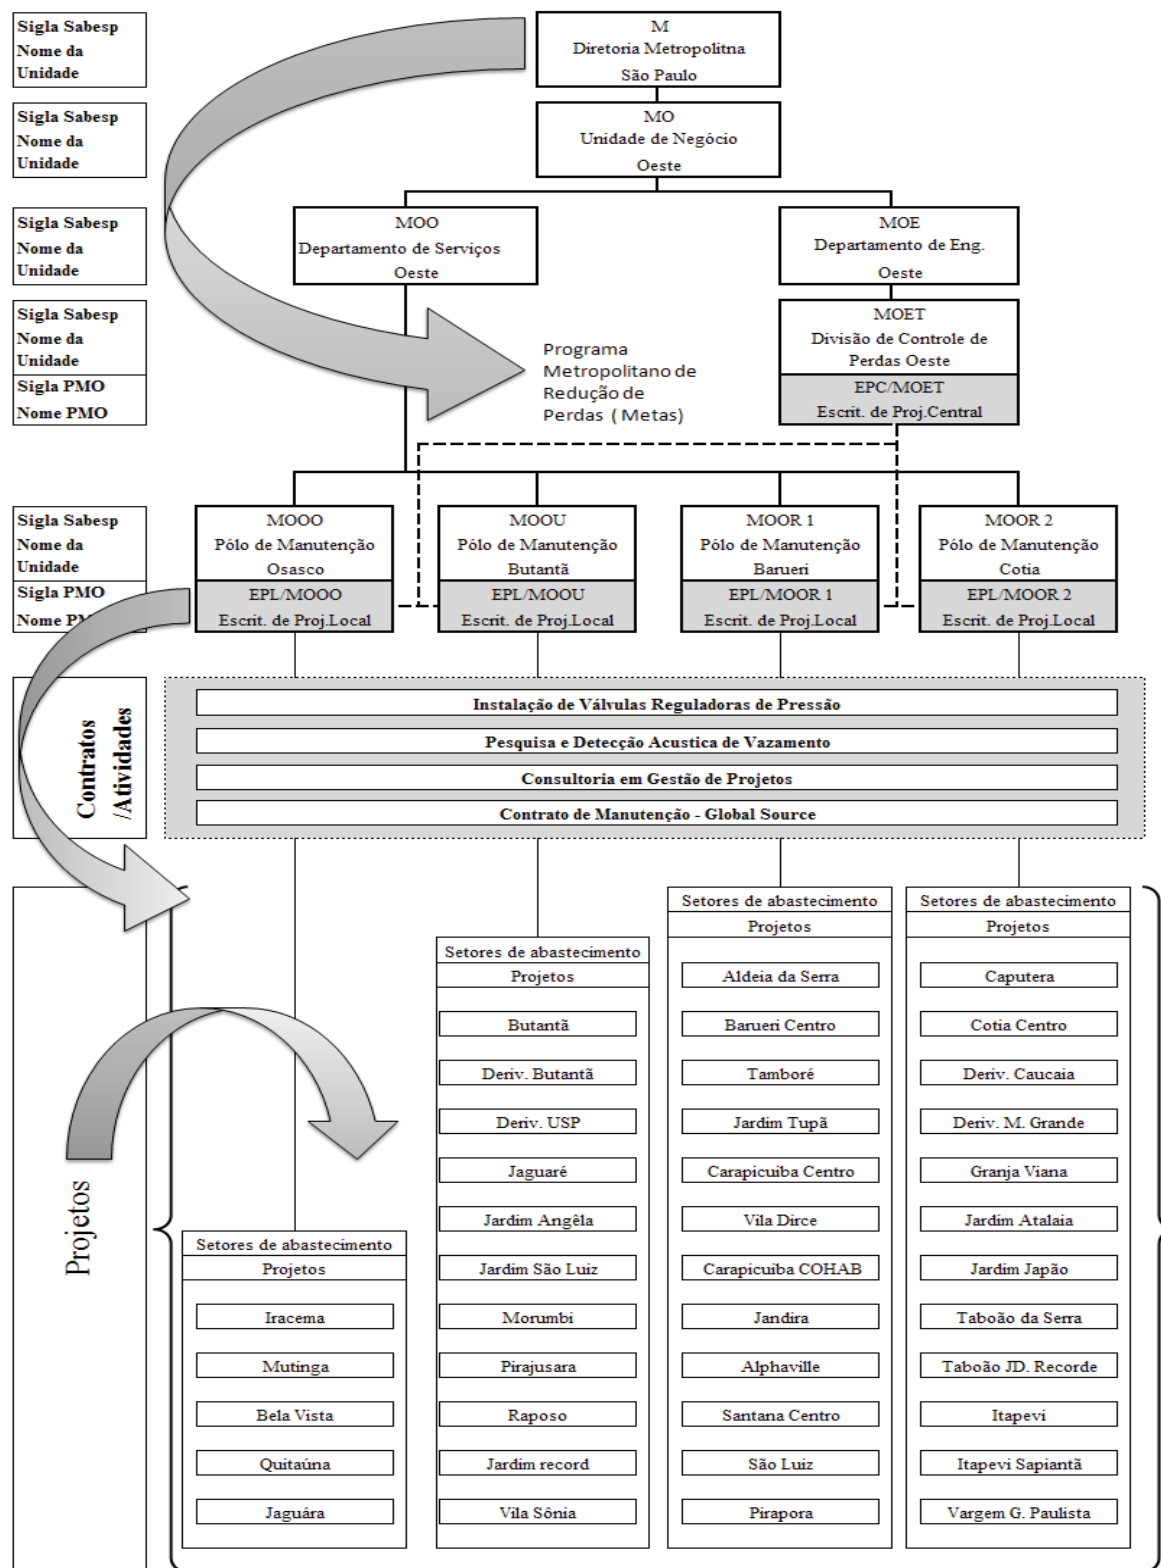 Sigla Sabesp
Nome da
Unidade
M
Diretoria Metropolitna
São Paulo
Sigla Sabesp
Nome da
Unidade
MO
Unidade de Negócio
Oeste
Sigla Sabesp
Nome da
Unidade
MOO
Departamento de Serviços
Oeste
MOE
Departamento de Eng.
Oeste
Sigla Sabesp
Nome da
Unidade
Sigla PMO
Nome PMO
Programa
Metropolitano de
Redução de
Perdas ( Metas)
MOET
Divisão de Controle de
Perdas Oeste
EPC/MOET
Escrit. de Proj.Central
Sigla Sabesp
Nome da
Unidade
Sigla PMO
Nome
MOOO
Pólo de Manutenção
Osasco
EPL/MOOO
Escrit. de Proj.Local
MOOU
Pólo de Manutenção
Butantã
EPL/MOOU
Escrit. de Proj.Local
MOOR 1
Pólo de Manutenção
Barueri
EPL/MOOR 1
Escrit. de Proj.Local
MOOR 2
Pólo de Manutenção
Cotia
EPL/MOOR 2
Escrit. de Proj.Local
Contratos
/Atividades
Instalação de Válvulas Reguladoras de Pressão
Pesquisa e Detecção Acustica de Vazamento
Consultoria em Gestão de Projetos
Contrato de Manutenção - Global Source
Projetos
Setores de abastecimento
Projetos
Iracema
Mutinga
Bela Vista
Quitaúna
Jaguára
Setores de abastecimento
Projetos
Butantã
Deriv. Butantã
Deriv. USP
Jaguaré
Jardim Angêla
Jardim São Luiz
Morumbi
Pirajusara
Raposo
Jardim record
Vila Sônia
Setores de abastecimento
Projetos
Aldeia da Serra
Barueri Centro
Tamboré
Jardim Tupã
Carapicuiba Centro
Vila Dirce
Carapicuiba COHAB
Jandira
Alphaville
Santana Centro
São Luiz
Pirapora
Setores de abastecimento
Projetos
Caputera
Cotia Centro
Deriv. Caucaia
Deriv. M. Grande
Granja Viana
Jardim Atalaia
Jardim Japão
Taboão da Serra
Taboão JD. Recorde
Itapevi
Itapevi Sapiantã
Vargem G. Paulista